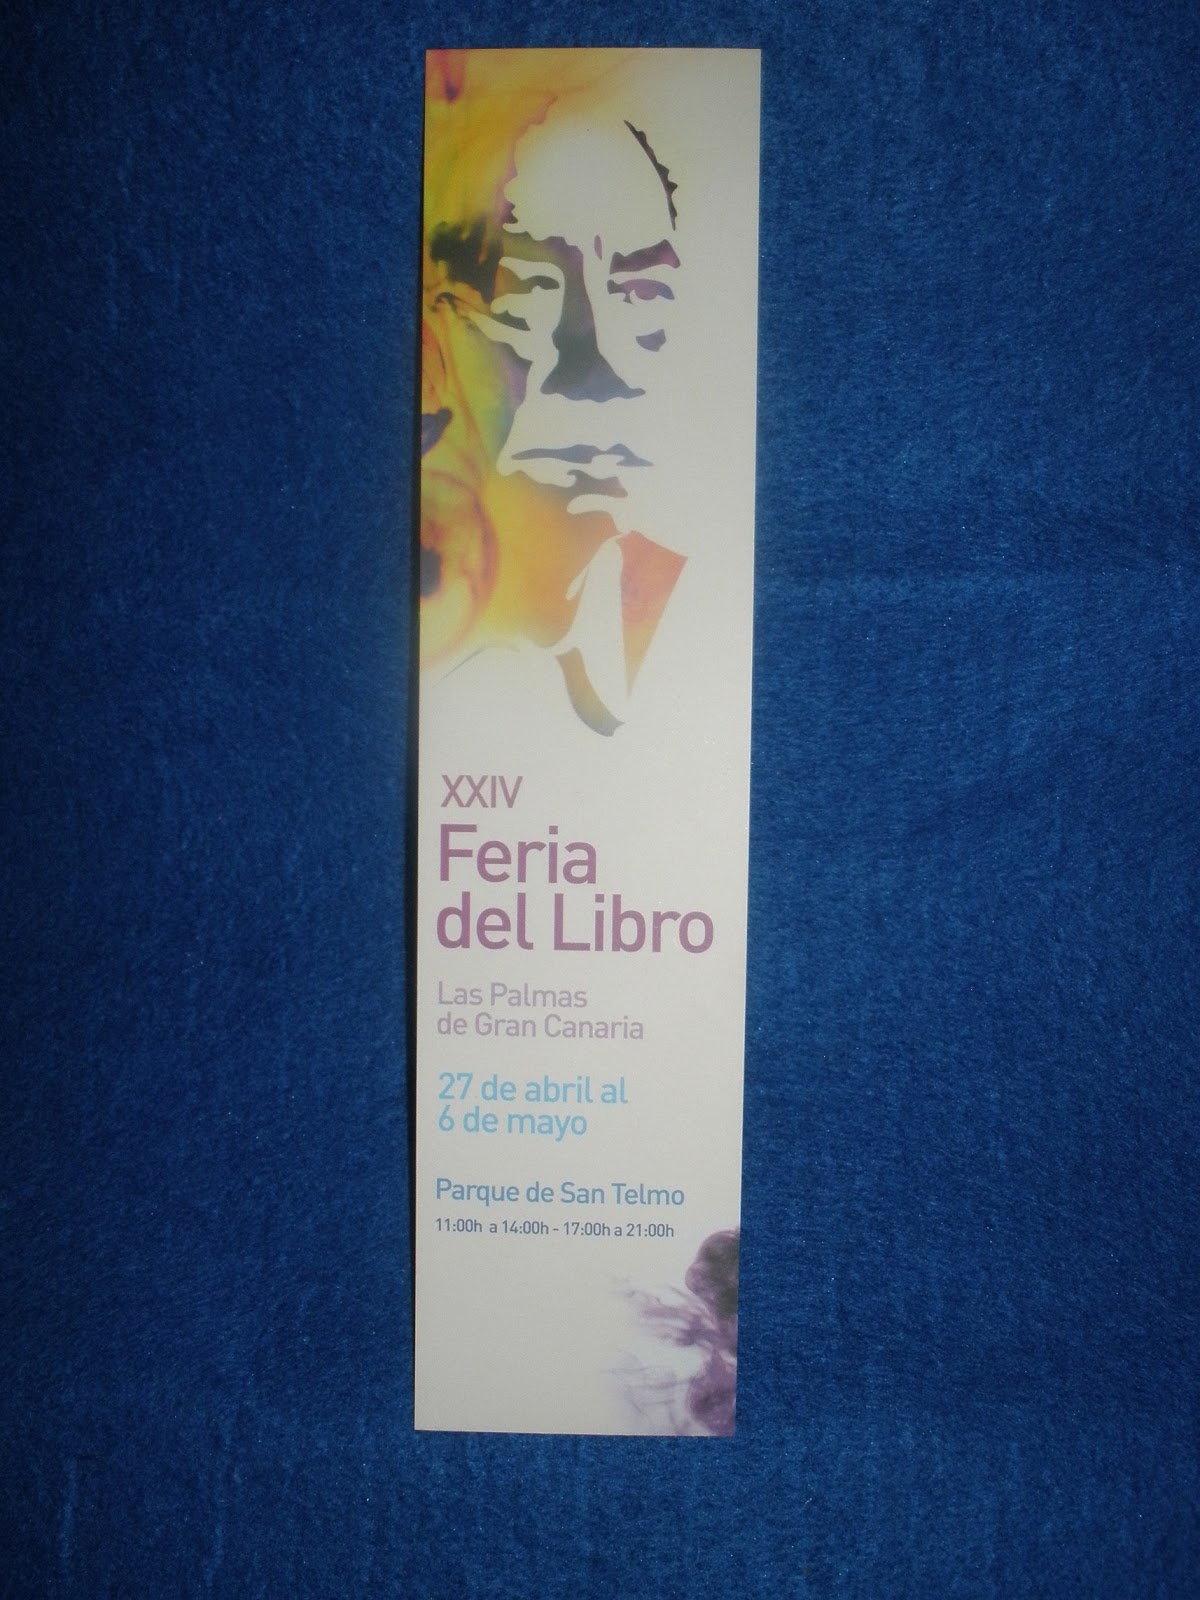 XXIV
Feria
del Libro
Las Palmas
de Gran Canaria
27 de abril al
6 de mayo
Parque de San Telmo
11:00h a 14:00h - 17:00h a 21:00h